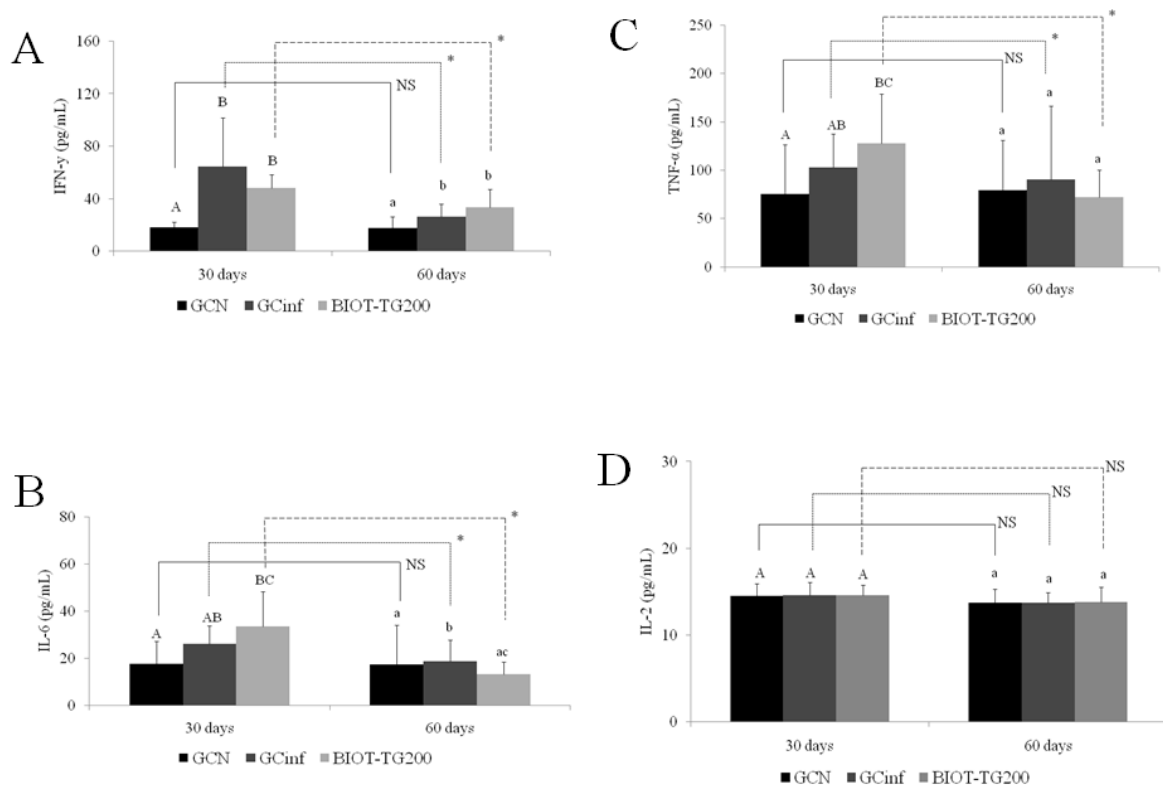 A
160
120
80
40
0
IFN-y (pg/mL)
NS
*
*
A
B
B
a
b
b
30 days
60 days
GCN GCinf BIOT-TG200
C
250
200
150
100
50
0
TNF-α (pg/mL)
NS
*
*
A
AB
BC
a
a
a
30 days
60 days
GCN GCinf BIOT-TG200
B
80
60
40
20
0
IL-6 (pg/mL)
NS
*
*
A
AB
BC
a
b
ac
30 days
60 days
GCN GCinf BIOT-TG200
D
30
20
10
0
IL-2 (pg/mL)
NS
NS
NS
A
A
A
a
a
a
30 days
60 days
GCN GCinf BIOT-TG200